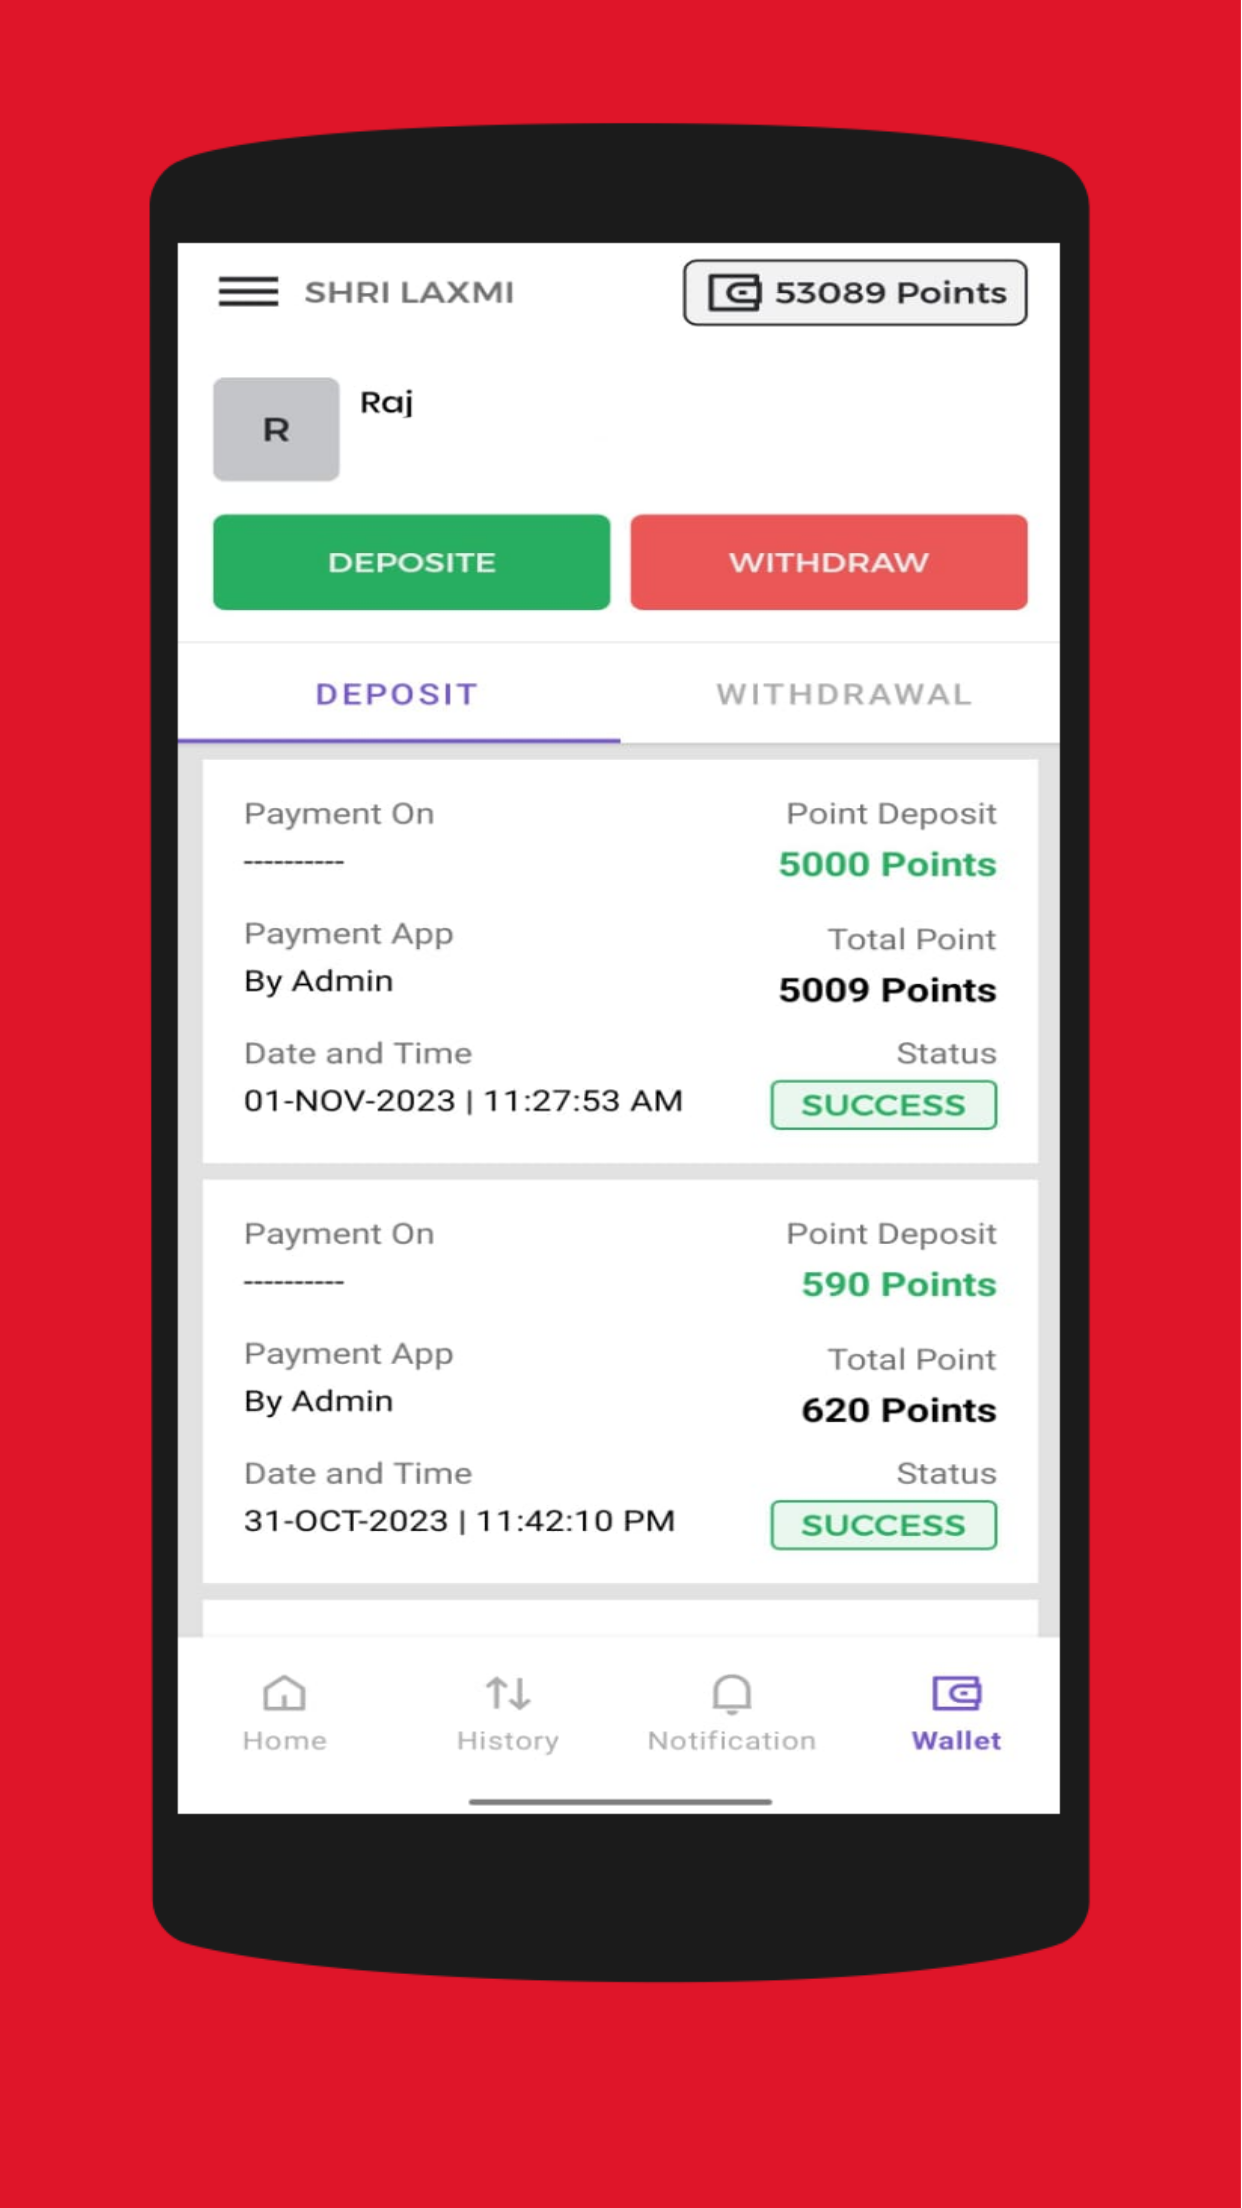 SHRI LAXMI
53089 Points
R
Raj
DEPOSITE
WITHDRAW
DEPOSIT
WITHDRAWAL
Payment On
----------
Point Deposit
5000 Points
Payment App
By Admin
Total Point
5009 Points
Date and Time
01-NOV-2023 | 11:27:53 AM
Status
SUCCESS
Payment On
----------
Point Deposit
590 Points
Payment App
By Admin
Total Point
620 Points
Date and Time
31-OCT-2023 | 11:42:10 PM
Status
SUCCESS
Home
History
Notification
Wallet